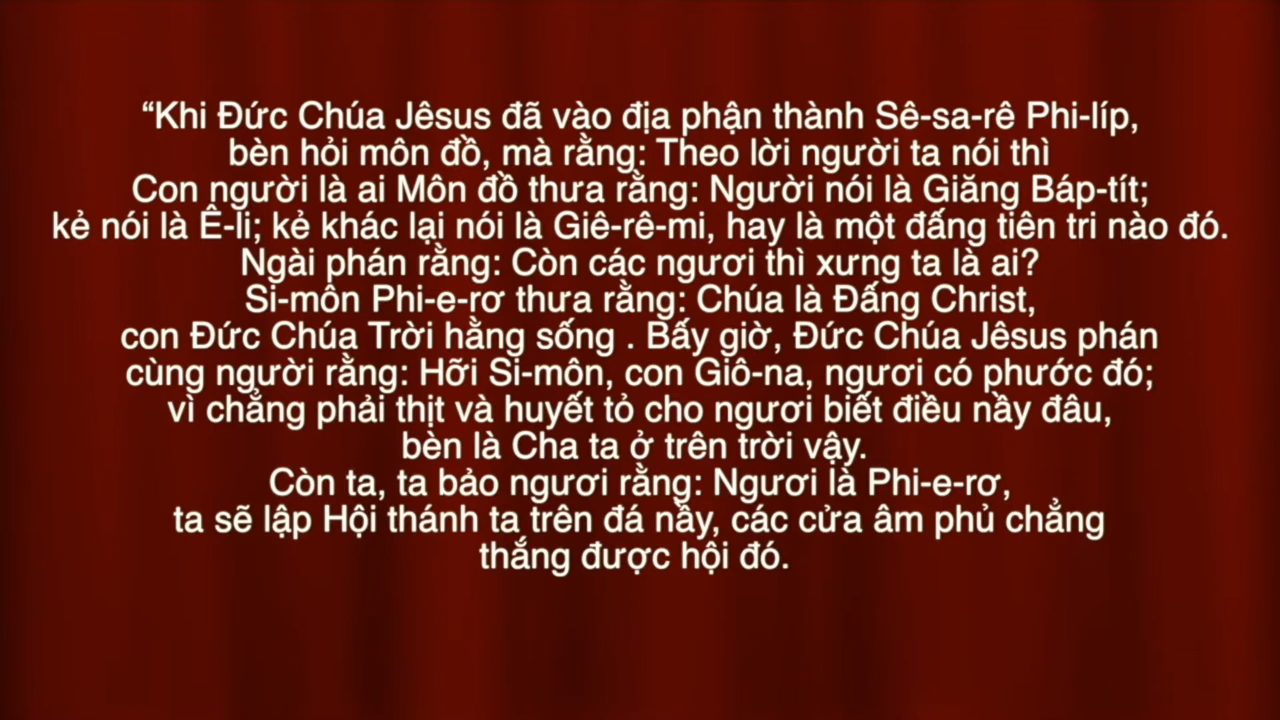 “Khi Đức Chúa Jêsus đã vào địa phận thành Sê-sa-rê Phi-líp,
bèn hỏi môn đồ, mà rằng: Theo lời người ta nói thì
Con người là ai Môn đồ thưa rằng: Người nói là Giăng Báp-tít;
kẻ nói là Ê-li; kẻ khác lại nói là Giê-rê-mi, hay là một đấng tiên tri nào đó.
Ngài phán rằng: Còn các ngươi thì xưng ta là ai?
Si-môn Phi-e-rơ thưa rằng: Chúa là Đấng Christ,
con Đức Chúa Trời hằng sống . Bấy giờ, Đức Chúa Jêsus phán
cùng người rằng: Hỡi Si-môn, con Giô-na, ngươi có phước đó;
vì chẳng phải thịt và huyết tỏ cho ngươi biết điều nầy đâu,
bèn là Cha ta ở trên trời vậy.
Còn ta, ta bảo ngươi rằng: Ngươi là Phi-e-rơ,
ta sẽ lập Hội thánh ta trên đá nầy, các cửa âm phủ chẳng
thắng được hội đó.